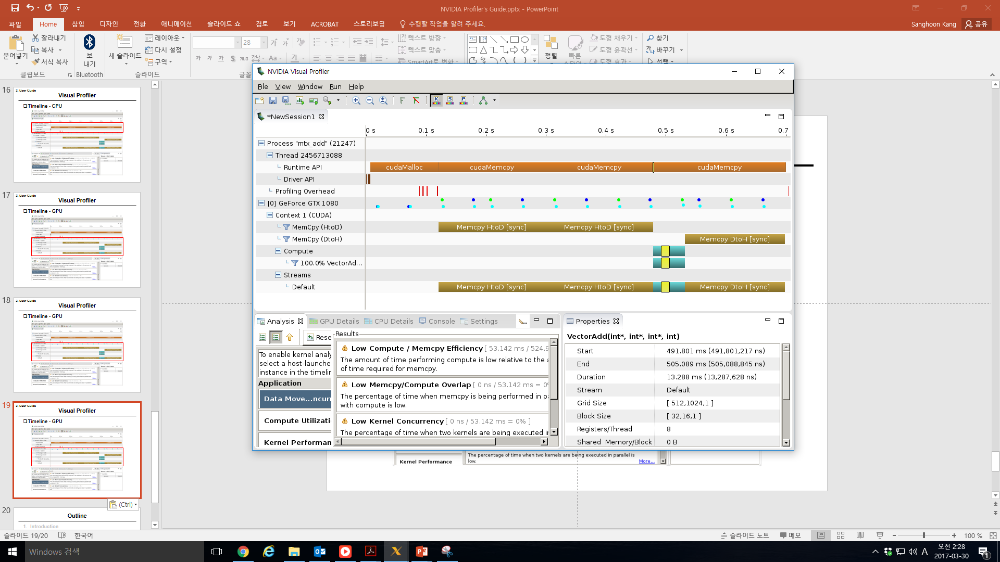 NVIDIA Profiler's Guide.pptx - PowerPoint
파일 Home 삽입 디자인 전환 애니메이션 슬라이드 쇼 검토 보기 ACROBAT 스토리보딩 수행할 작업을 알려 주세요. Sanghoon Kang 공유
붙여넣기 잘라내기 복사 서식 복사
클립보드
보내기
Bluetooth
새 슬라이드 레이아웃 다시 설정 구역
슬라이드
28
가 가 가 S abc 간 Aa 가
글꼴
텍스트 방향
텍스트 맞춤
SmartArt로 변환
정렬
빠른
도형 채우기
도형 윤곽선
도형 효과
찾기
바꾸기
선택
16
2. User Guide
Visual Profiler
Timeline - CPU
17
2. User Guide
Visual Profiler
Timeline - GPU
18
2. User Guide
Visual Profiler
Timeline - GPU
19
2. User Guide
Visual Profiler
Timeline - GPU
(Ctrl)
20
Outline
1. Introduction
NVIDIA Visual Profiler
File View Window Run Help
K S P
*NewSession1
0 s 0.1 s 0.2 s 0.3 s 0.4 s 0.5 s 0.6 s 0.7
Process "mtx_add" (21247)
Thread 2456713088
Runtime API cudaMalloc cudaMemcpy cudaMemcpy cudaMemcpy
Driver API
Profiling Overhead
[0] GeForce GTX 1080
Context 1 (CUDA)
MemCpy (HtoD) Memcpy HtoD [sync] Memcpy HtoD [sync]
MemCpy (DtoH) Memcpy DtoH [sync]
Compute
100.0% VectorAd...
Streams
Default Memcpy HtoD [sync] Memcpy HtoD [sync] Memcpy DtoH [sync]
Analysis GPU Details CPU Details Console Settings
Rese
To enable kernel analy
select a host-launche
instance in the timelin
Application
Data Move...ncurr
Compute Utilizati
Kernel Performan
Results
Low Compute / Memcpy Efficiency [ 53.142 ms / 524.9
The amount of time performing compute is low relative to the a
of time required for memcpy.
Low Memcpy/Compute Overlap [ 0 ns / 53.142 ms = 0%
The percentage of time when memcpy is being performed in pa
with compute is low.
Low Kernel Concurrency [ 0 ns / 53.142 ms = 0% ]
The percentage of time when two kernels are being executed in
Properties
VectorAdd(int*, int*, int*, int)
Start 491.801 ms (491,801,217 ns)
End 505.089 ms (505,088,845 ns)
Duration 13.288 ms (13,287,628 ns)
Stream Default
Grid Size [ 512,1024,1 ]
Block Size [ 32,16,1 ]
Registers/Thread 8
Shared Memory/Block 0 B
Kernel Performance
The percentage of time when two kernels are being executed in parallel is
low. More...
슬라이드 19/20 한국어 슬라이드 노트 메모 100 %
Windows 검색
A 오전 2:28
2017-03-30
1